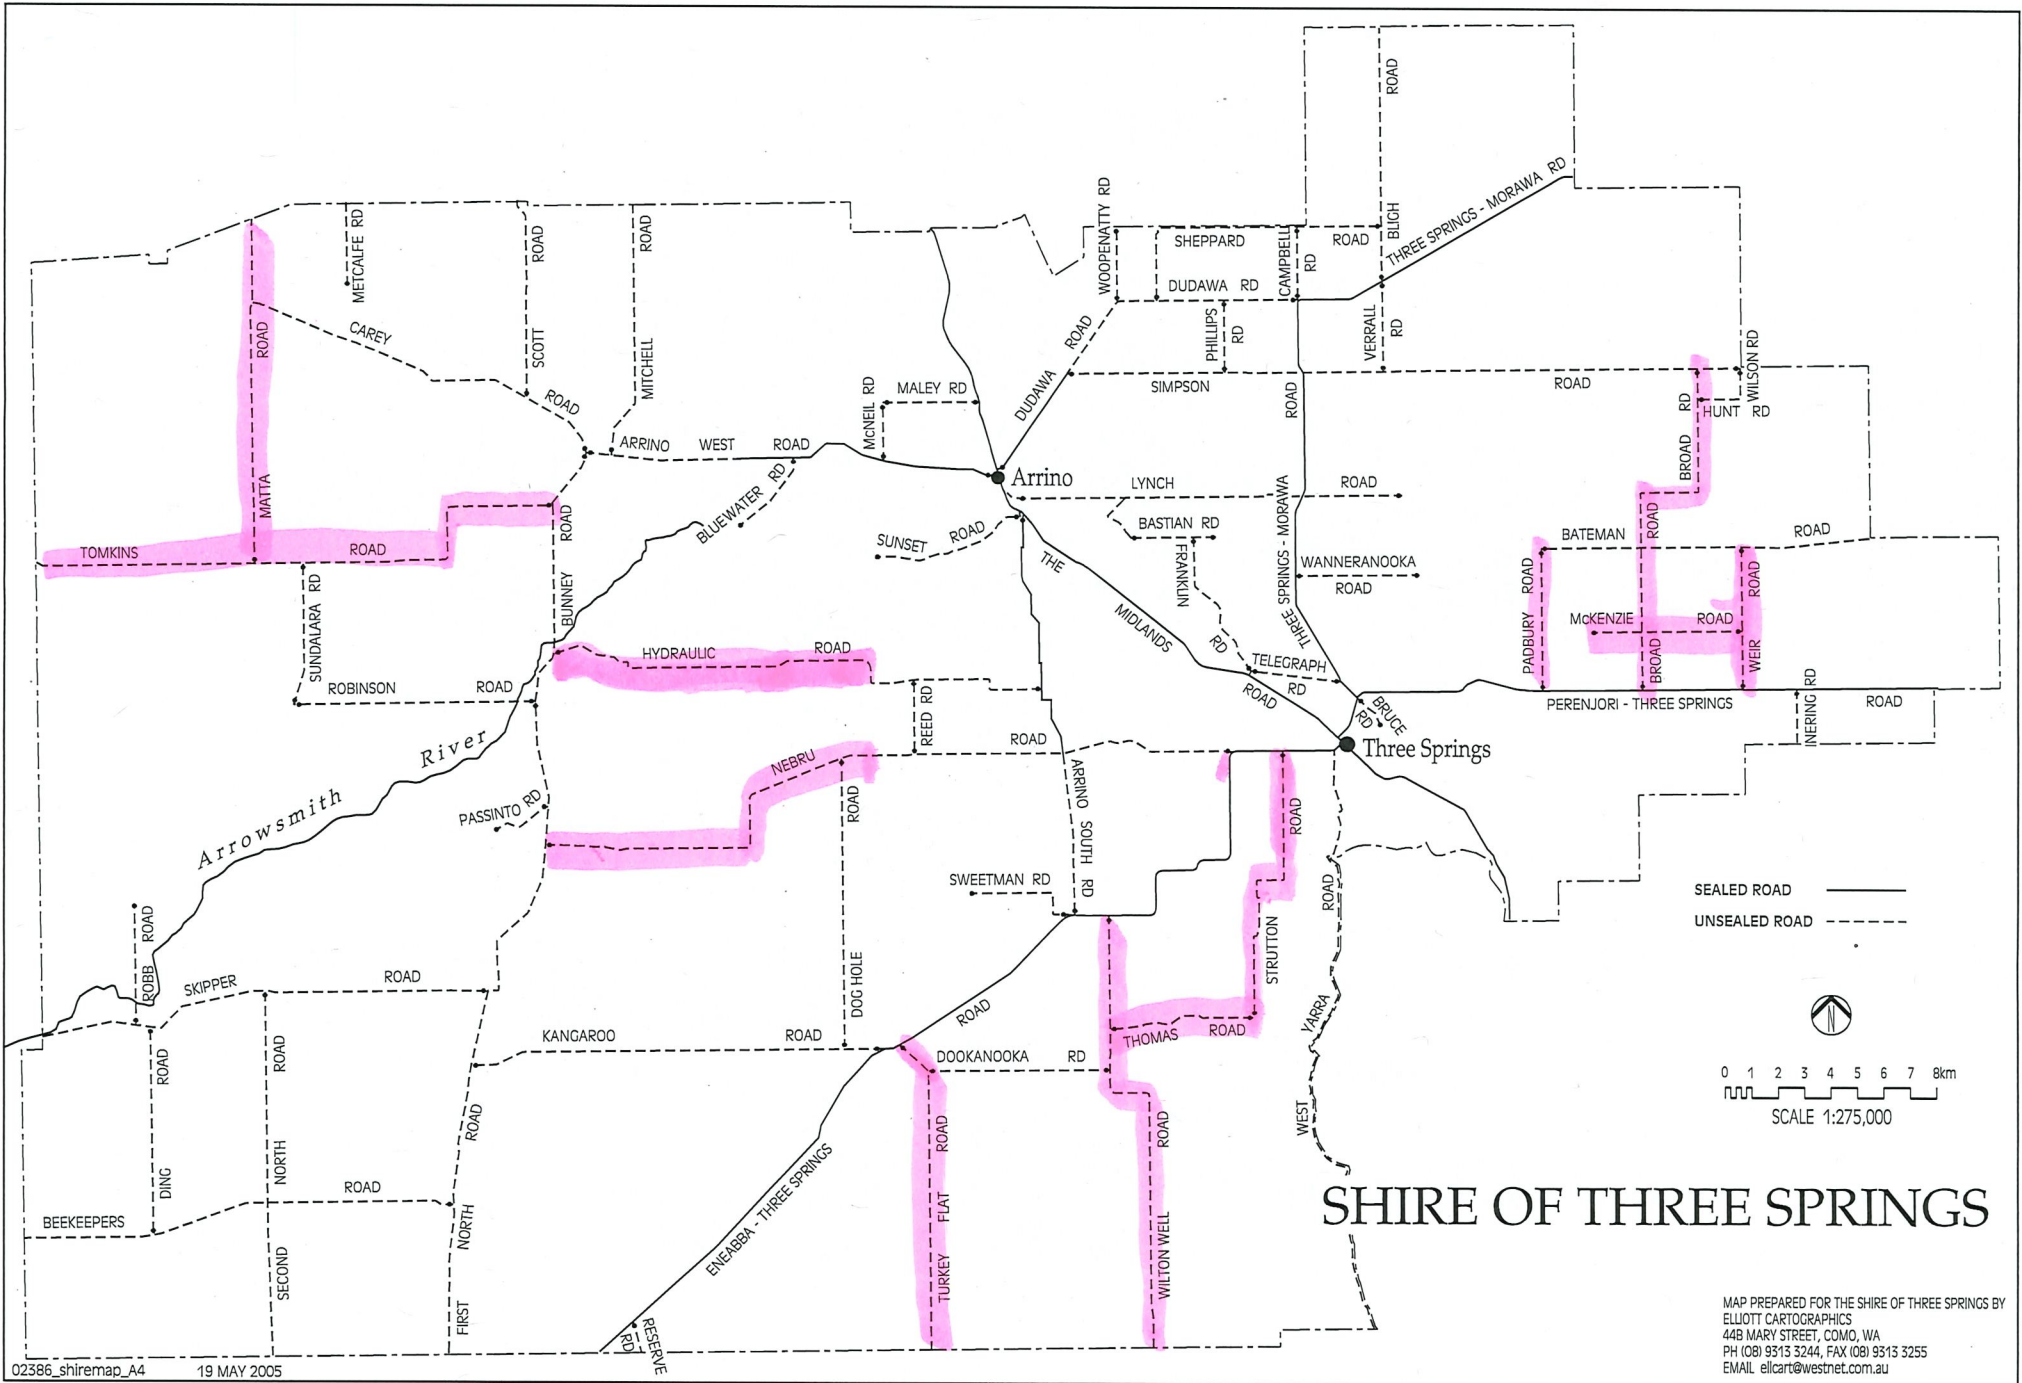 ROAD
THREE SPRINGS - MORAWA RD
BLIGH
WOOPENATTY RD
SHEPPARD
ROAD
CAMPBELL
RD
DUDAWA RD
METCALFE RD
ROAD
SCOTT
ROAD
MITCHELL
ROAD
MATTA
CAREY
ROAD
ARRINO WEST ROAD
McNEIL RD
MALEY RD
DUDAWA ROAD
PHILLIPS
RD
VERRALL
RD
SIMPSON
ROAD
WILSON RD
HUNT RD
BROAD RD
ROAD
Arrino
LYNCH
ROAD
THREE SPRINGS - MORAWA
THREE
BLUEWATER RD
SUNSET ROAD
BASTIAN RD
FRANKLIN
RD
WANNERANOOKA
ROAD
BATEMAN
ROAD
TOMKINS
ROAD
ROAD
BUNNEY
SUNDALARA RD
ROBINSON
ROAD
THE
MIDLANDS
ROAD
TELEGRAPH
RD
PADBURY ROAD
McKENZIE
ROAD
ROAD
BROAD
ROAD
WEIR
HYDRAULIC
ROAD
REED RD
BRUCE
RD
PERENJORI - THREE SPRINGS
ROAD
INERING RD
Three Springs
Arrowsmith River
NEBRU
ROAD
PASSINTO RD
ROAD
DOG HOLE
ARRINO SOUTH RD
SWEETMAN RD
ROAD
STRUTTON
ROAD
YARRA
WEST
SEALED ROAD
UNSEALED ROAD
ROAD
ROBB
SKIPPER
ROAD
KANGAROO
ROAD
ROAD
DOOKANOOKA
RD
THOMAS
ROAD
N
0 1 2 3 4 5 6 7 8km
SCALE 1:275,000
ROAD
DING
ROAD
NORTH
SECOND
ROAD
NORTH
FIRST
BEEKEEPERS
ROAD
ENEABBA - THREE SPRINGS
ROAD
FLAT
TURKEY
ROAD
WILTON WELL
RESERVE
RD
SHIRE OF THREE SPRINGS
MAP PREPARED FOR THE SHIRE OF THREE SPRINGS BY
ELLIOTT CARTOGRAPHICS
44B MARY STREET, COMO, WA
PH (08) 9313 3244, FAX (08) 9313 3255
EMAIL ellcart@westnet.com.au
02386_shiremap_A4 19 MAY 2005